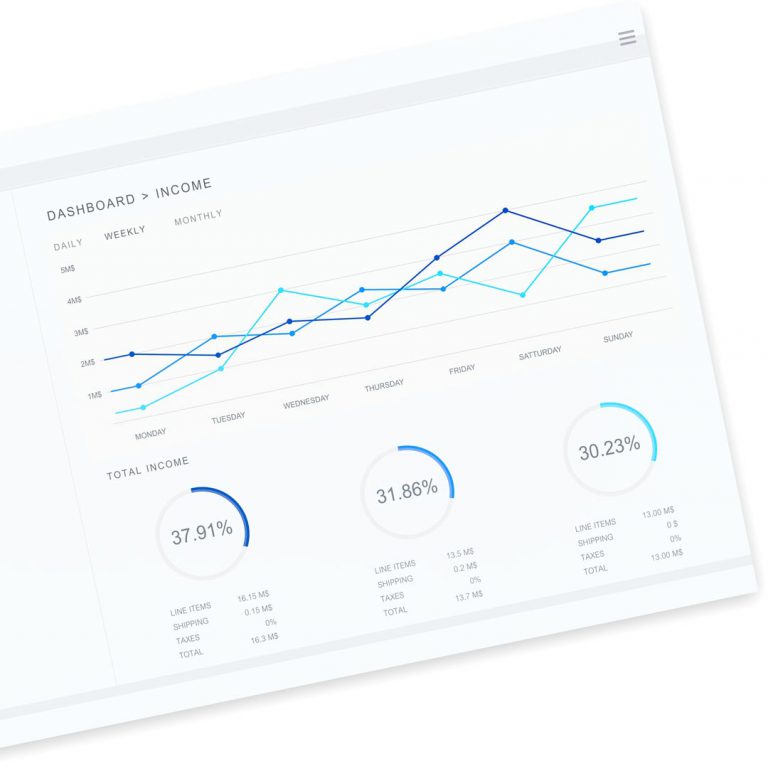 DASHBOARD > INCOME
DAILY WEEKLY MONTHLY
5M$
4M$
3M$
2M$
1M$
MONDAY TUESDAY WEDNESDAY THURSDAY FRIDAY SATTURDAY SUNDAY
TOTAL INCOME
37.91%
LINE ITEMS 16.15 M$
SHIPPING 0.15 M$
TAXES 0%
TOTAL 16.3 M$
31.86%
LINE ITEMS 13.5 M$
SHIPPING 0.2 M$
TAXES 0%
TOTAL 13.7 M$
30.23%
LINE ITEMS 13.00 M$
SHIPPING 0 $
TAXES 0%
TOTAL 13.00 M$